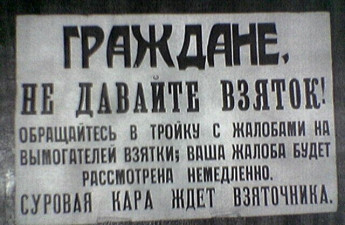 ГРАЖДАНЕ,
НЕ ДАВАЙТЕ ВЗЯТОК!
ОБРАЩАЙТЕСЬ В ТРОЙКУ С ЖАЛОБАМИ НА
ВЫМОГАТЕЛЕЙ ВЗЯТКИ; ВАША ЖАЛОБА БУДЕТ
РАССМОТРЕНА НЕМЕДЛЕННО.
СУРОВАЯ КАРА ЖДЕТ ВЗЯТОЧНИКА.